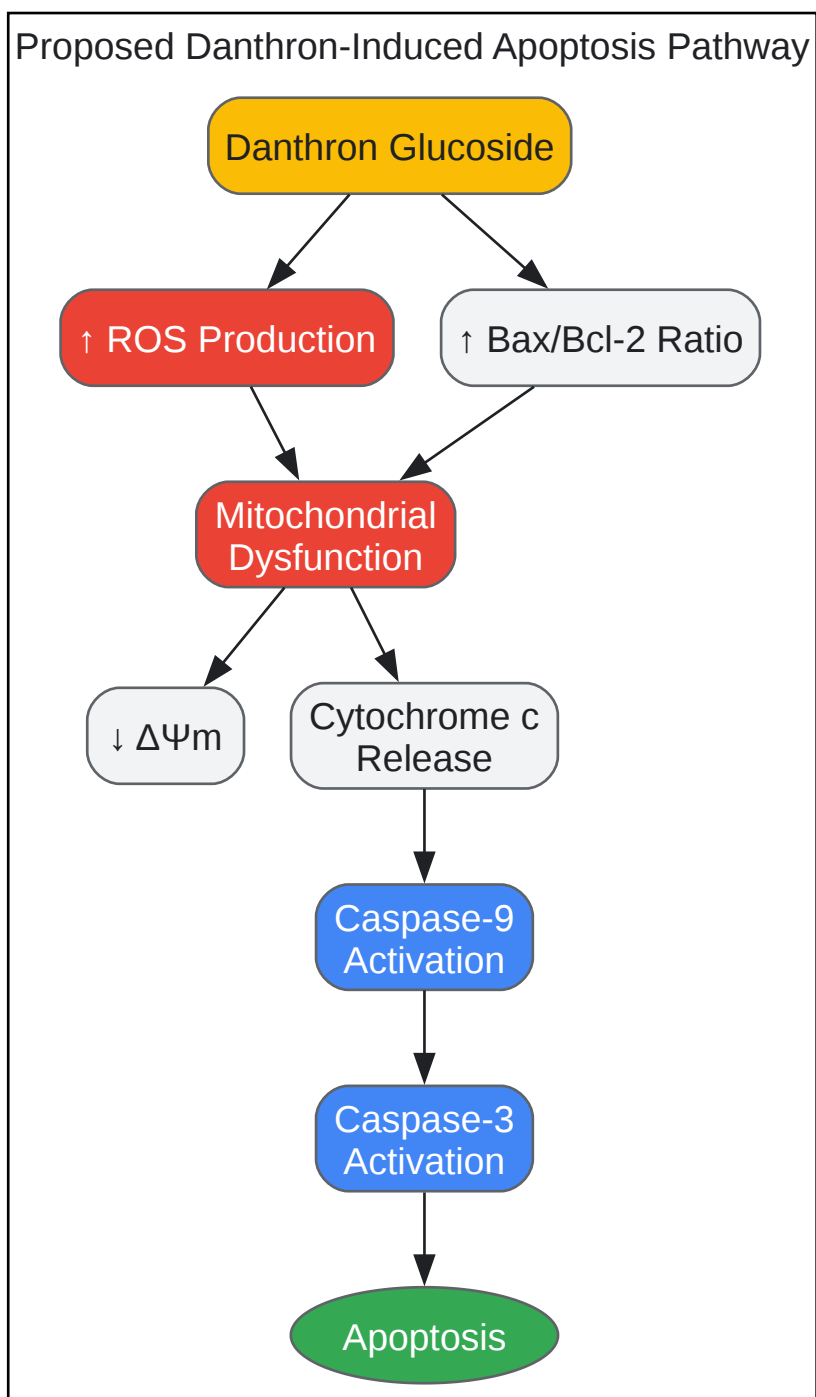 Proposed Danthron-Induced Apoptosis Pathway
Danthron Glucoside
↑ ROS Production
↑ Bax/Bcl-2 Ratio
Mitochondrial
Dysfunction
↓ ΔΨm
Cytochrome c
Release
Caspase-9
Activation
Caspase-3
Activation
Apoptosis